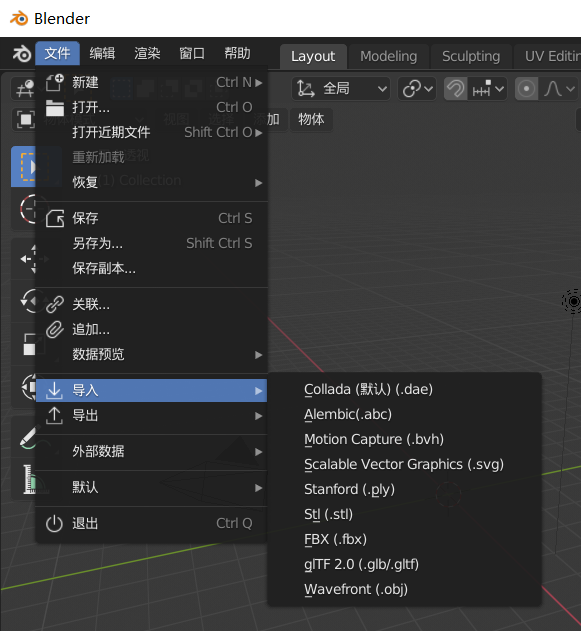 Blender
文件 编辑 渲染 窗口 帮助 Layout Modeling Sculpting UV Editin
新建 Ctrl N
全局
打开... Ctrl O
打开近期文件 Shift Ctrl O
视图 选择 添加 物体
重新加载
透视
恢复
(1) Collection
保存 Ctrl S
另存为... Shift Ctrl S
保存副本...
关联...
追加...
数据预览
导入
导出
外部数据
默认
退出 Ctrl Q
Collada (默认) (.dae)
Alembic(.abc)
Motion Capture (.bvh)
Scalable Vector Graphics (.svg)
Stanford (.ply)
Stl (.stl)
FBX (.fbx)
glTF 2.0 (.glb/.gltf)
Wavefront (.obj)